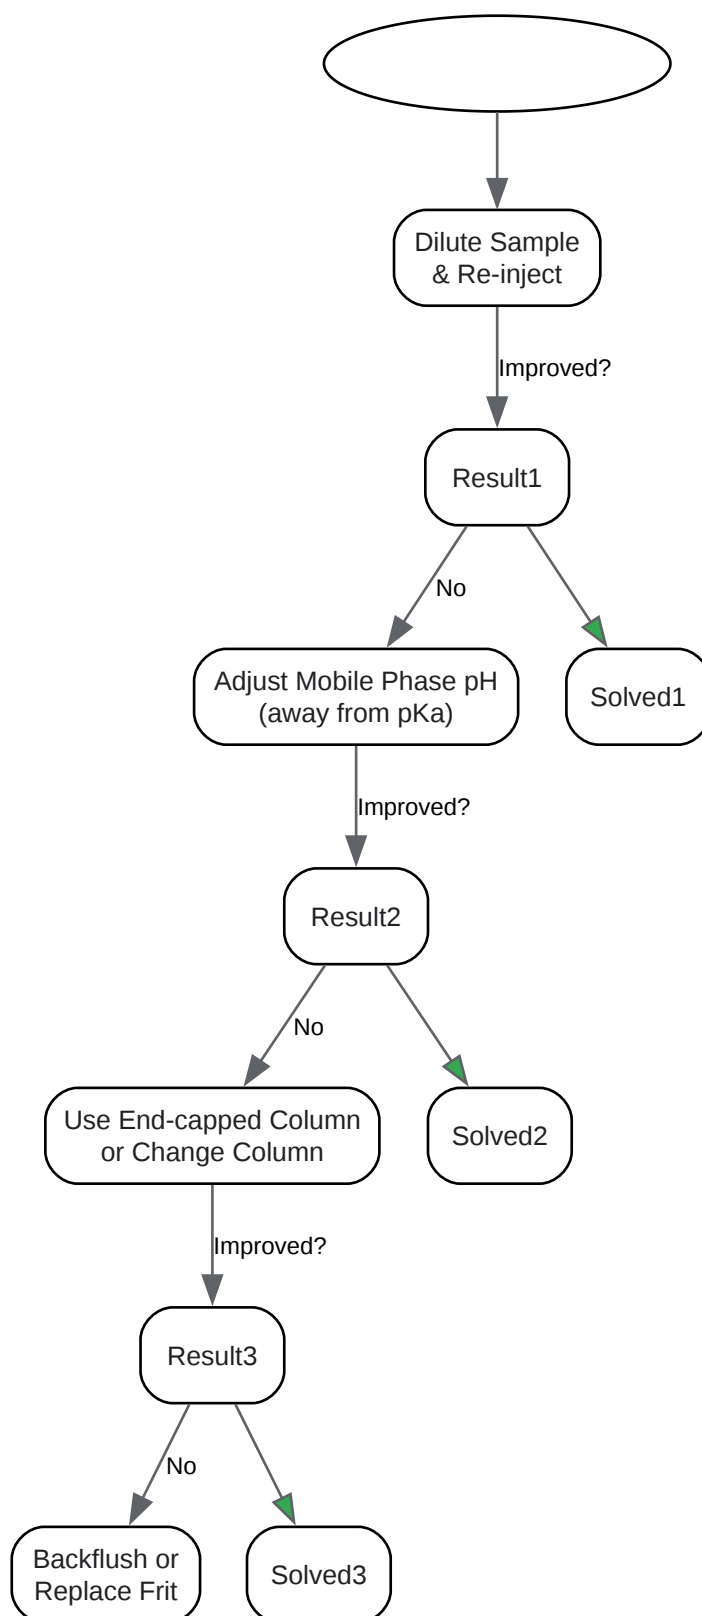 Dilute Sample
& Re-inject
Improved?
Result1
No
Adjust Mobile Phase pH
(away from pKa)
Solved1
Improved?
Result2
No
Use End-capped Column
or Change Column
Solved2
Improved?
Result3
No
Backflush or
Replace Frit
Solved3